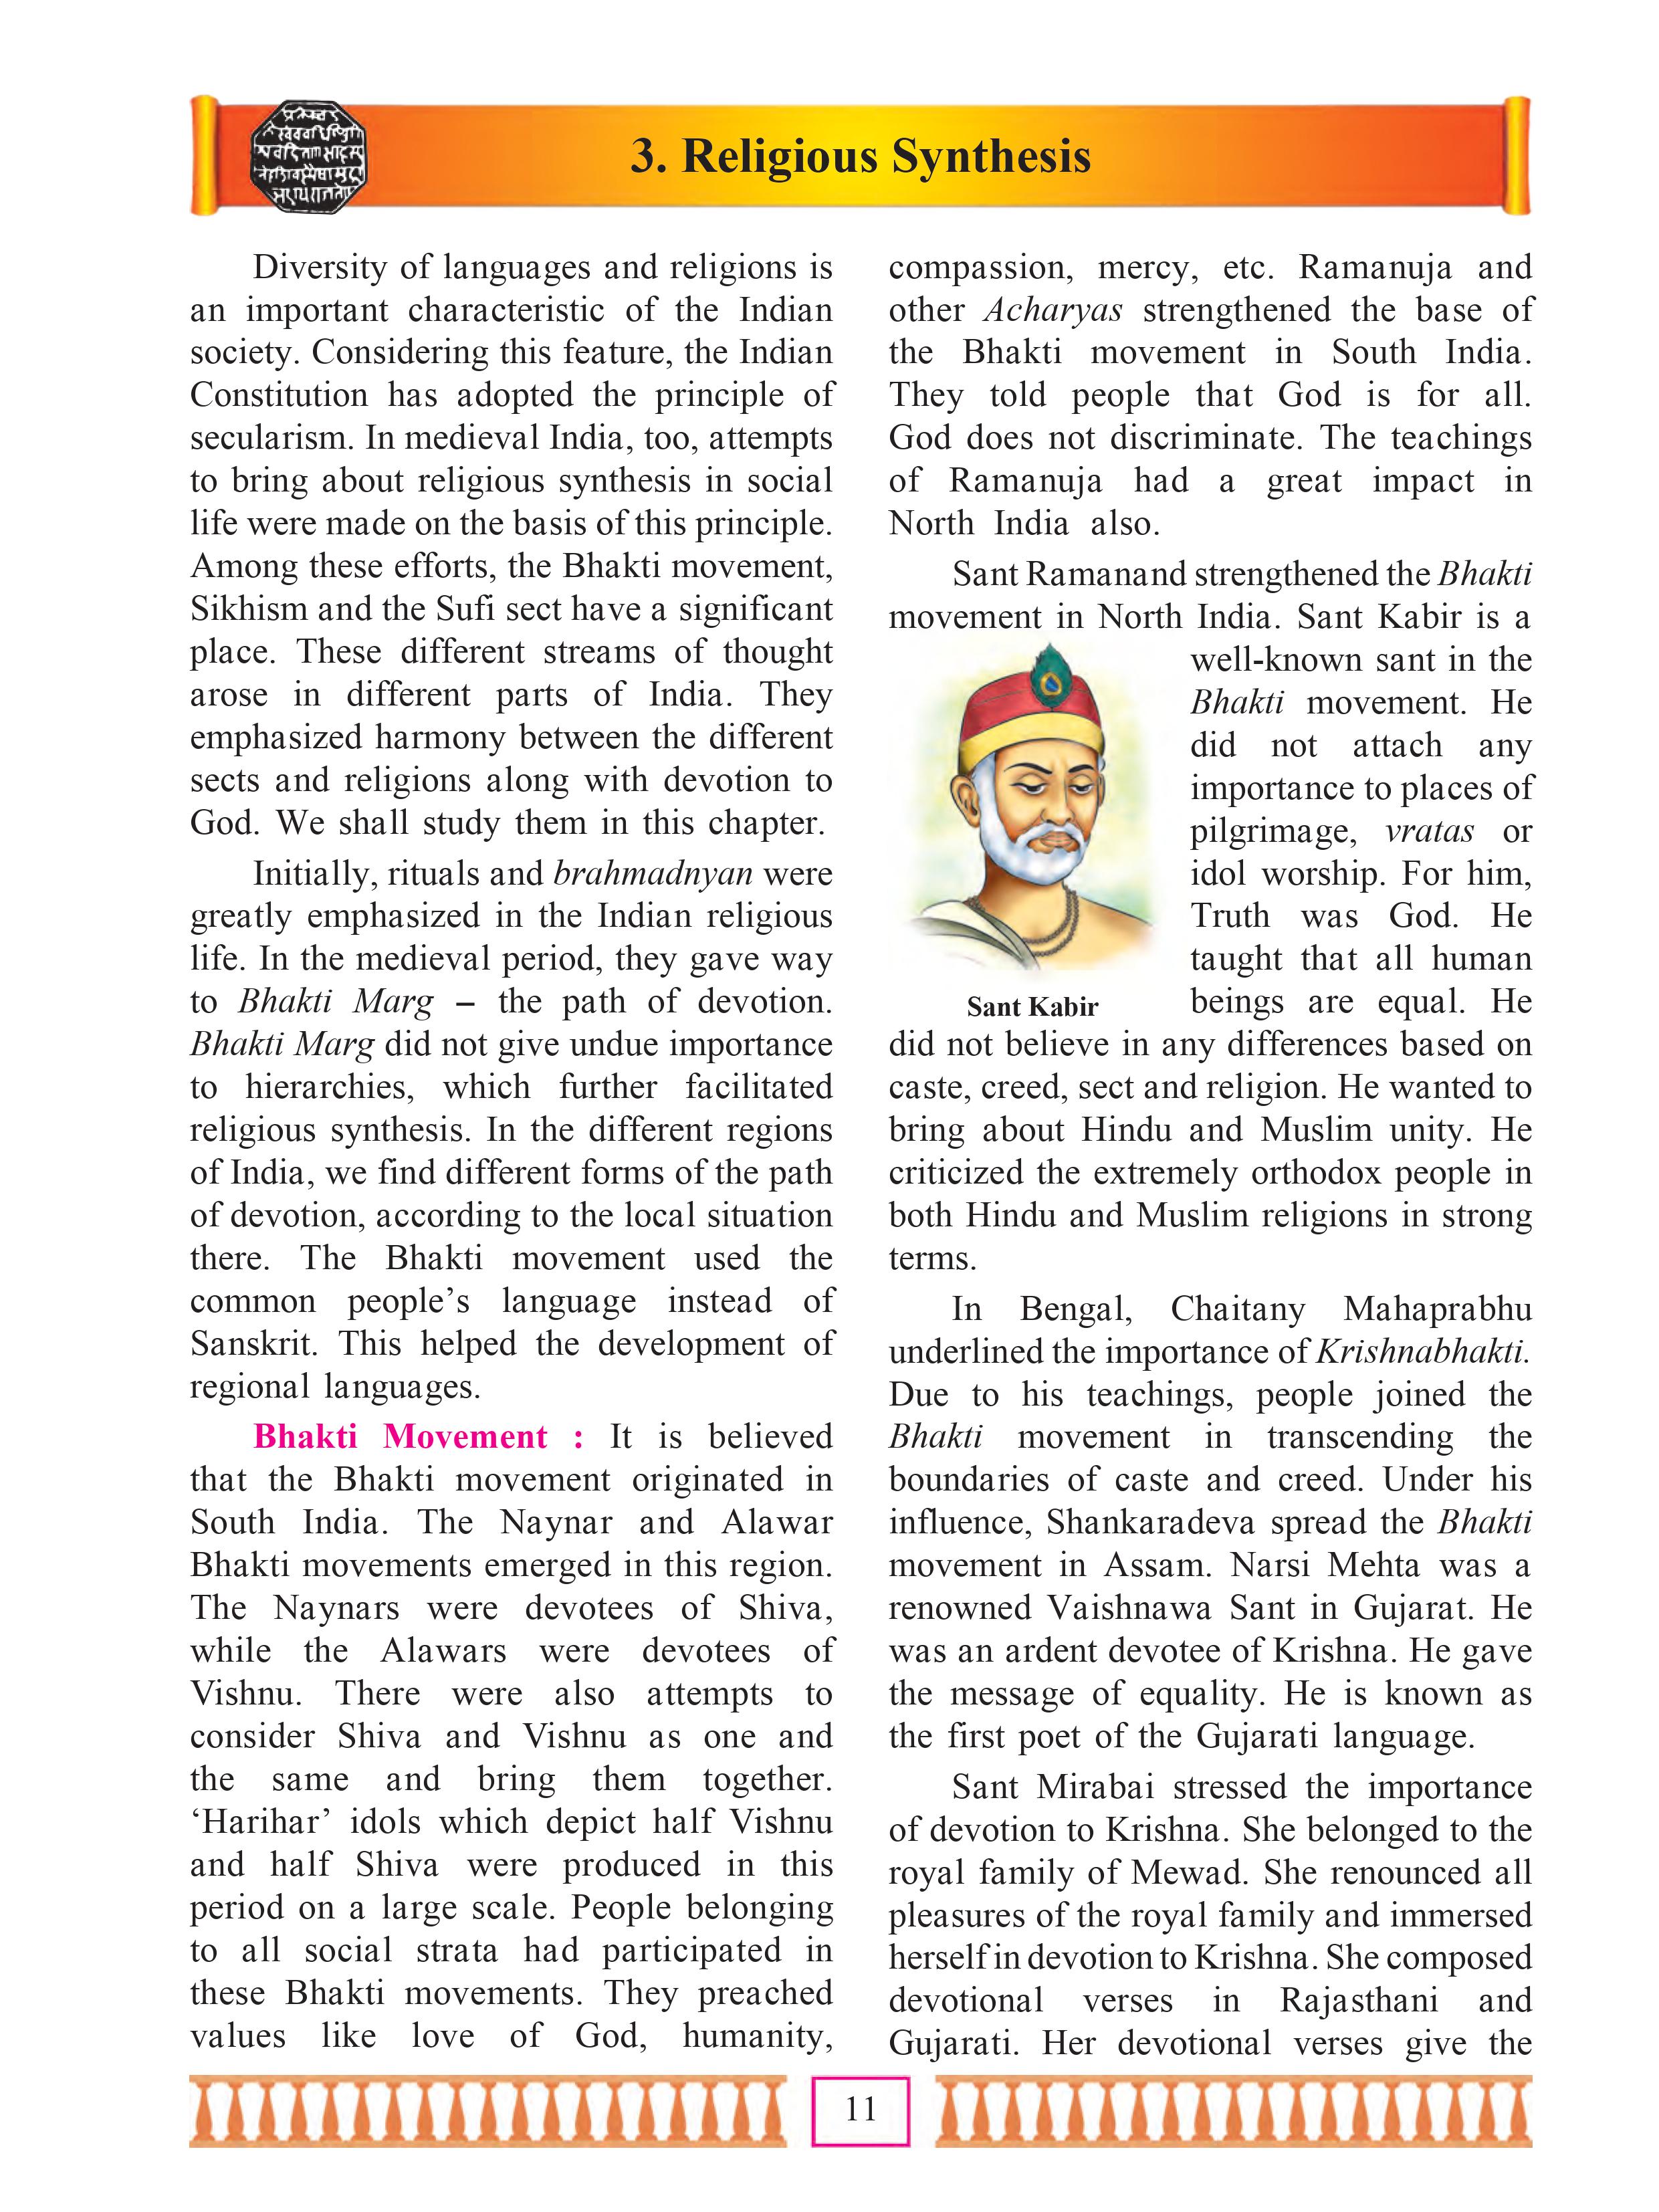 3. Religious Synthesis
Diversity of languages and religions is
an important characteristic of the Indian
society. Considering this feature, the Indian
Constitution has adopted the principle of
secularism. In medieval India, too, attempts
to bring about religious synthesis in social
life were made on the basis of this principle.
Among these efforts, the Bhakti movement,
Sikhism and the Sufi sect have a significant
place. These different streams of thought
arose in different parts of India. They
emphasized harmony between the different
sects and religions along with devotion to
God. We shall study them in this chapter.
Initially, rituals and brahmadnyan were
greatly emphasized in the Indian religious
life. In the medieval period, they gave way
to Bhakti Marg – the path of devotion.
Bhakti Marg did not give undue importance
to hierarchies, which further facilitated
religious synthesis. In the different regions
of India, we find different forms of the path
of devotion, according to the local situation
there. The Bhakti movement used the
common people’s language instead of
Sanskrit. This helped the development of
regional languages.
Bhakti Movement : It is believed
that the Bhakti movement originated in
South India. The Naynar and Alawar
Bhakti movements emerged in this region.
The Naynars were devotees of Shiva,
while the Alawars were devotees of
Vishnu. There were also attempts to
consider Shiva and Vishnu as one and
the same and bring them together.
‘Harihar’ idols which depict half Vishnu
and half Shiva were produced in this
period on a large scale. People belonging
to all social strata had participated in
these Bhakti movements. They preached
values like love of God, humanity,
compassion, mercy, etc. Ramanuja and
other Acharyas strengthened the base of
the Bhakti movement in South India.
They told people that God is for all.
God does not discriminate. The teachings
of Ramanuja had a great impact in
North India also.
Sant Ramanand strengthened the Bhakti
movement in North India. Sant Kabir is a
well-known sant in the
Bhakti movement. He
did not attach any
importance to places of
pilgrimage, vratas or
idol worship. For him,
Truth was God. He
taught that all human
beings are equal. He
Sant Kabir
did not believe in any differences based on
caste, creed, sect and religion. He wanted to
bring about Hindu and Muslim unity. He
criticized the extremely orthodox people in
both Hindu and Muslim religions in strong
terms.
In Bengal, Chaitany Mahaprabhu
underlined the importance of Krishnabhakti.
Due to his teachings, people joined the
Bhakti movement in transcending the
boundaries of caste and creed. Under his
influence, Shankaradeva spread the Bhakti
movement in Assam. Narsi Mehta was a
renowned Vaishnawa Sant in Gujarat. He
was an ardent devotee of Krishna. He gave
the message of equality. He is known as
the first poet of the Gujarati language.
Sant Mirabai stressed the importance
of devotion to Krishna. She belonged to the
royal family of Mewad. She renounced all
pleasures of the royal family and immersed
herself in devotion to Krishna. She composed
devotional verses in Rajasthani and
Gujarati. Her devotional verses give the
11